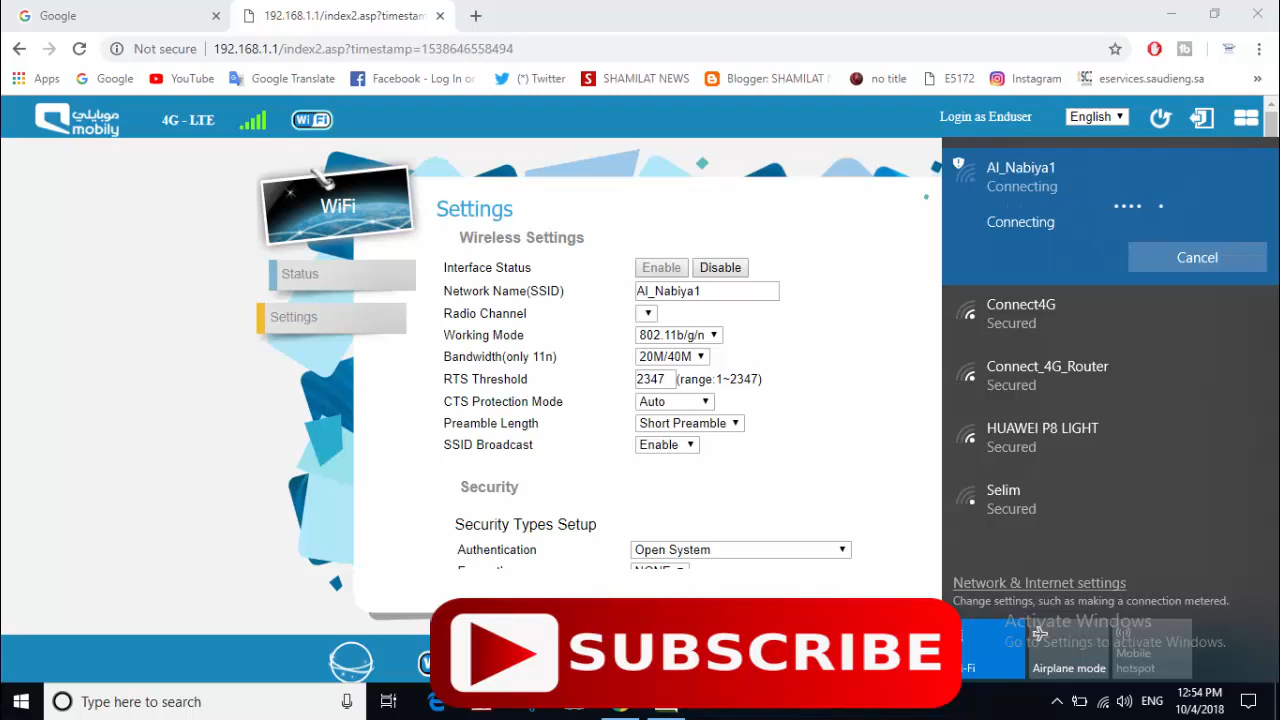 Google
192.168.1.1/index2.asp?timestam
Not secure
192.168.1.1/index2.asp?timestamp=1538646558494
Apps
Google
YouTube
Google Translate
Facebook - Log In o
(*) Twitter
SHAMILAT NEWS
Blogger: SHAMILAT
no title
E5172
Instagram
eservices.saudieng.sa
موبايلي
mobily
4G - LTE
WiFi
Login as Enduser
English
WiFi
Status
Settings
Settings
Wireless Settings
Interface Status
Enable
Disable
Network Name(SSID)
Al_Nabiya1
Radio Channel
Working Mode
802.11b/g/n
Bandwidth(only 11n)
20M/40M
RTS Threshold
2347
(range:1~2347)
CTS Protection Mode
Auto
Preamble Length
Short Preamble
SSID Broadcast
Enable
Security
Security Types Setup
Authentication
Open System
NONE
Al_Nabiya1
Connecting
Connecting
Cancel
Connect4G
Secured
Connect_4G_Router
Secured
HUAWEI P8 LIGHT
Secured
Selim
Secured
Network & Internet settings
Change settings, such as making a connection metered.
Activate Windows
Go to Settings to activate Windows.
-Fi
Airplane mode
Mobile
hotspot
SUBSCRIBE
Type here to search
ENG
12:54 PM
10/4/2018